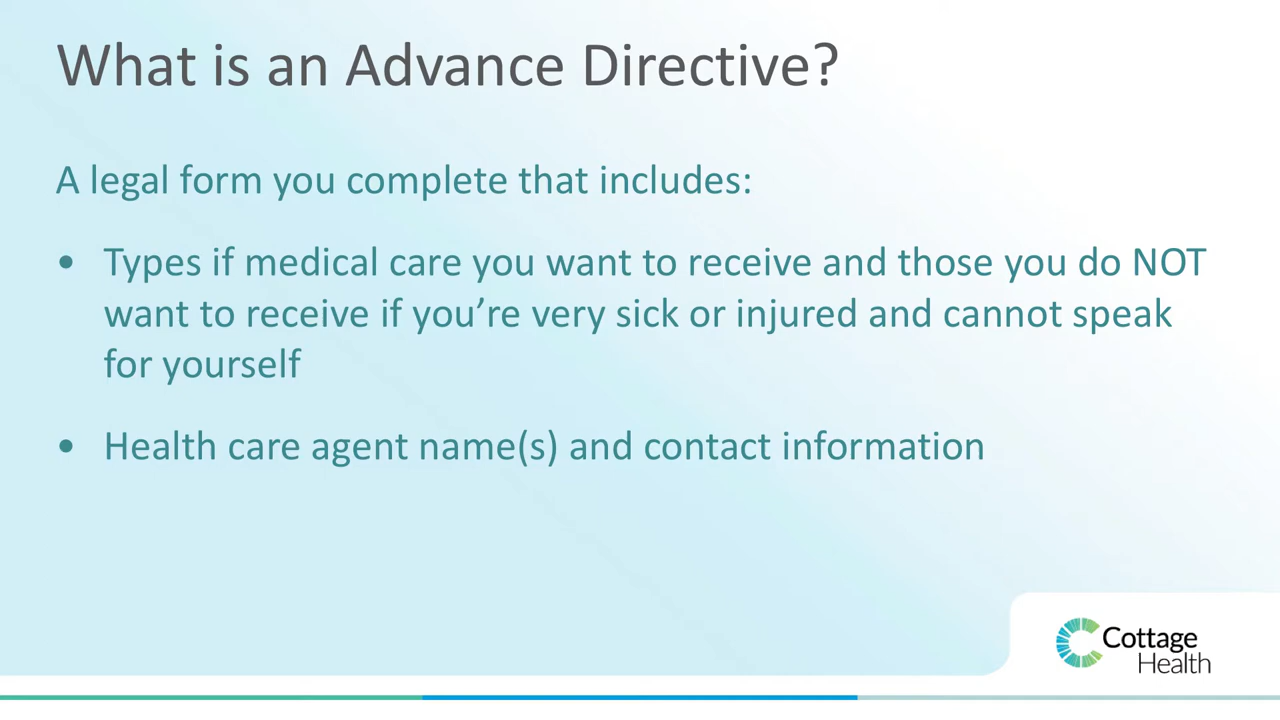 What is an Advance Directive?
A legal form you complete that includes:
• Types if medical care you want to receive and those you do NOT
want to receive if you’re very sick or injured and cannot speak
for yourself
• Health care agent name(s) and contact information
Cottage
Health